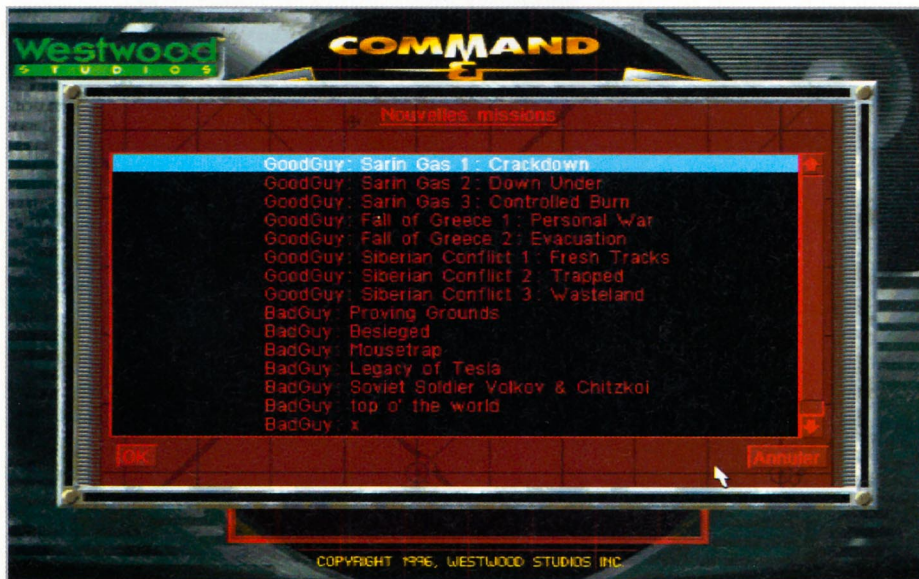 Westwood
STUDIOS
COMMAND
&
Nouvelles missions
GoodGuy: Sarin Gas 1: Crackdown
GoodGuy: Sarin Gas 2: Down Under
GoodGuy: Sarin Gas 3: Controlled Burn
GoodGuy: Fall of Greece 1: Personal War
GoodGuy: Fall of Greece 2: Evacuation
GoodGuy: Siberian Conflict 1: Fresh Tracks
GoodGuy: Siberian Conflict 2: Trapped
GoodGuy: Siberian Conflict 3: Wasteland
BadGuy: Proving Grounds
BadGuy: Besieged
BadGuy: Mousetrap
BadGuy: Legacy of Tesla
BadGuy: Soviet Soldier Volkov & Chitzkoi
BadGuy: top o' the world
BadGuy: x
OK
Annuler
COPYRIGHT 1996, WESTWOOD STUDIOS INC.